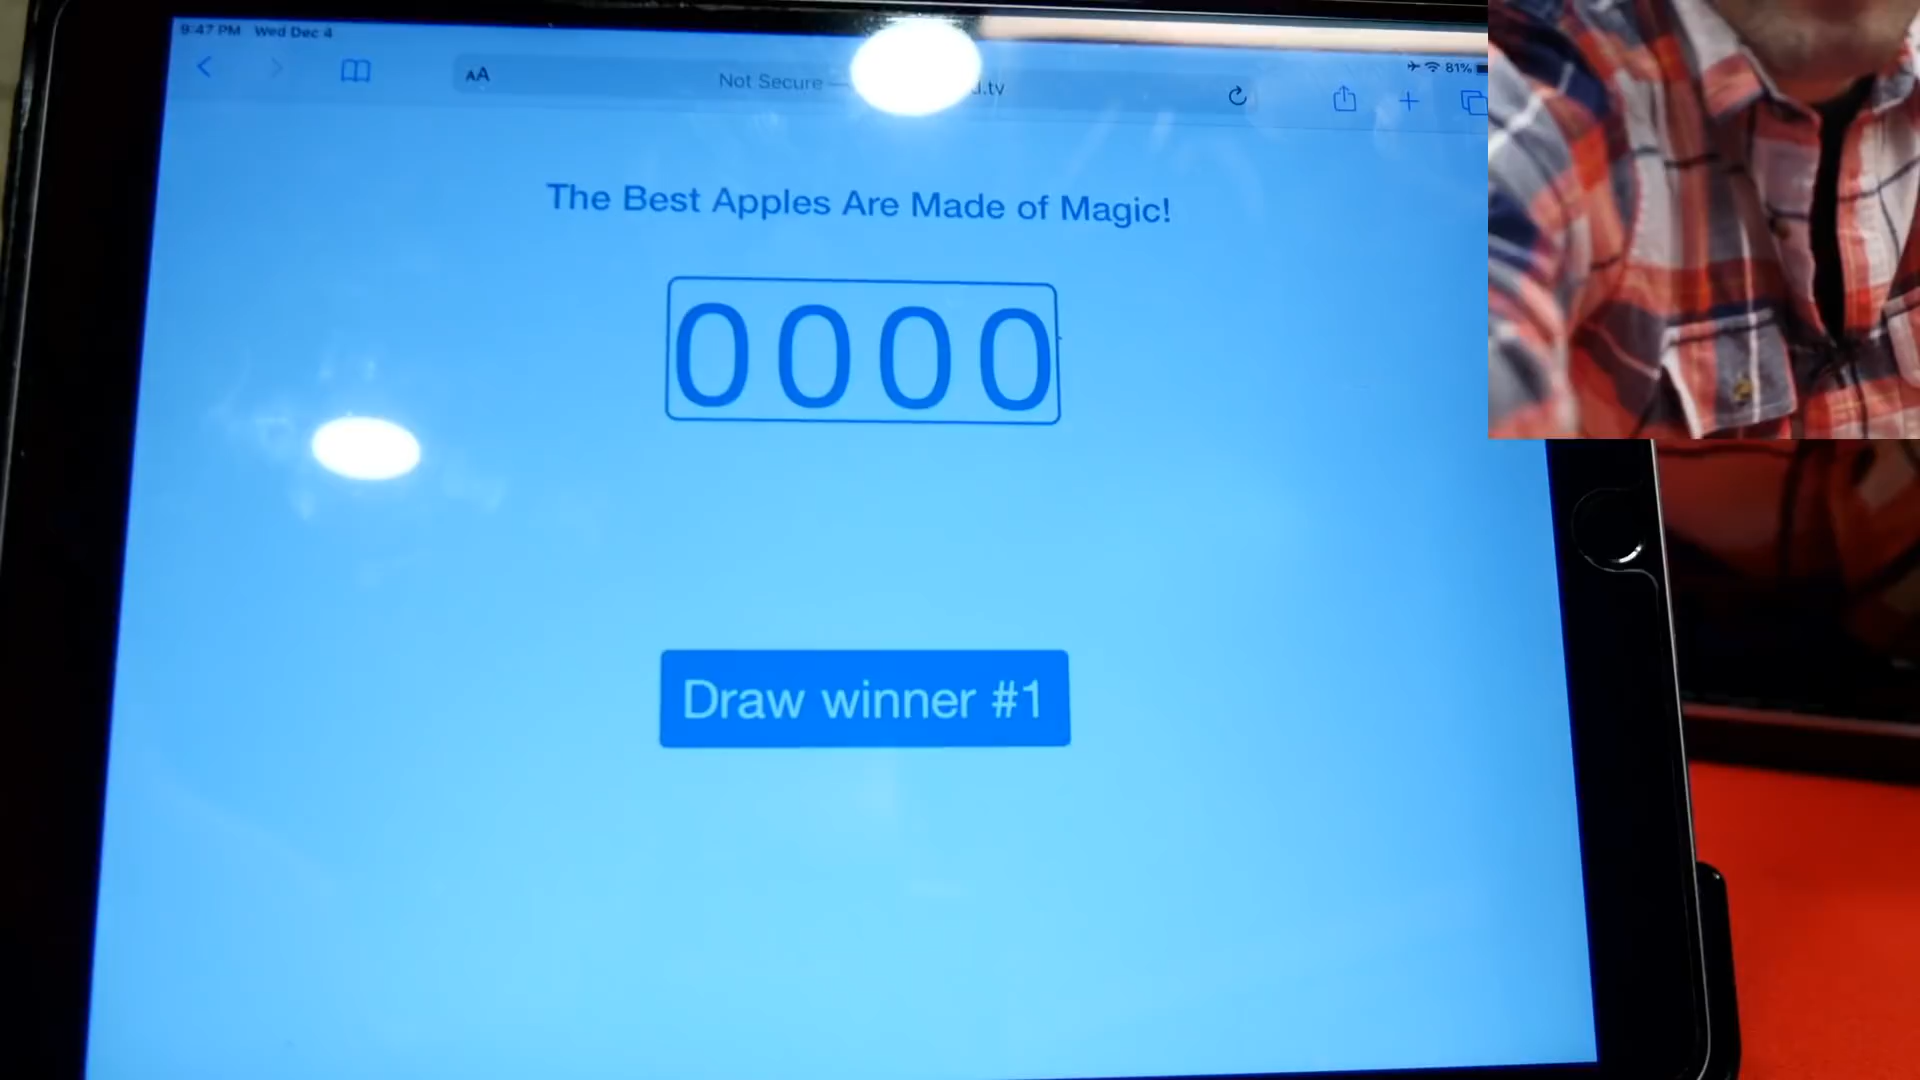 9:47 PM Wed Dec 4
81%
AA
Not Secure — .tv
The Best Apples Are Made of Magic!
0000
Draw winner #1